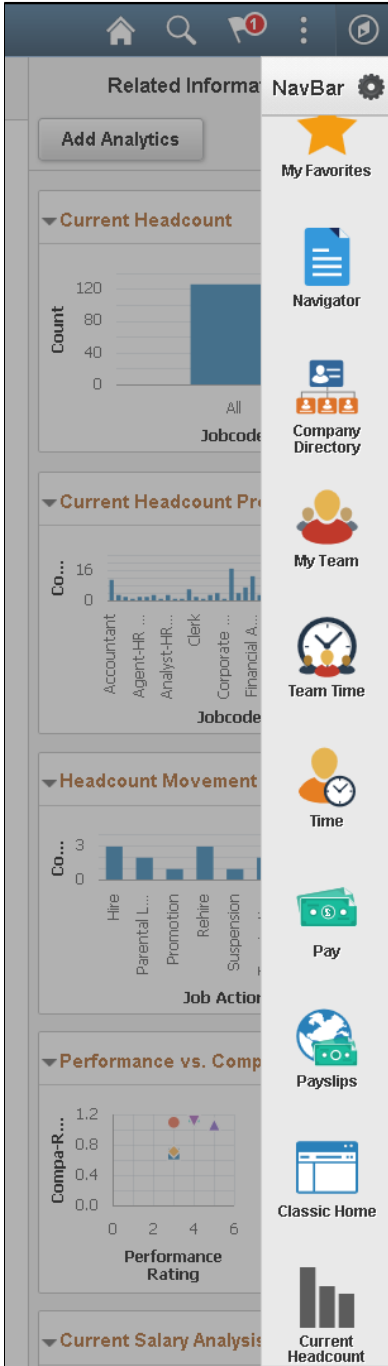 1
Related Informa
NavBar
Add Analytics
Current Headcount
Count
120
80
40
0
All
Jobcode
Current Headcount Pr
Co...
16
0
Accountant
Agent-HR ...
Analyst-HR...
Clerk
Corporate ...
Financial A...
Jobcode
Headcount Movement
Co...
3
0
Hire
Parental L...
Promotion
Rehire
Suspension
Job Action
Performance vs. Comp
Compa-R...
1.2
0.8
0.4
0.0
0 2 4 6
Performance
Rating
Current Salary Analysis
My Favorites
Navigator
Company
Directory
My Team
Team Time
Time
Pay
Payslips
Classic Home
Current
Headcount